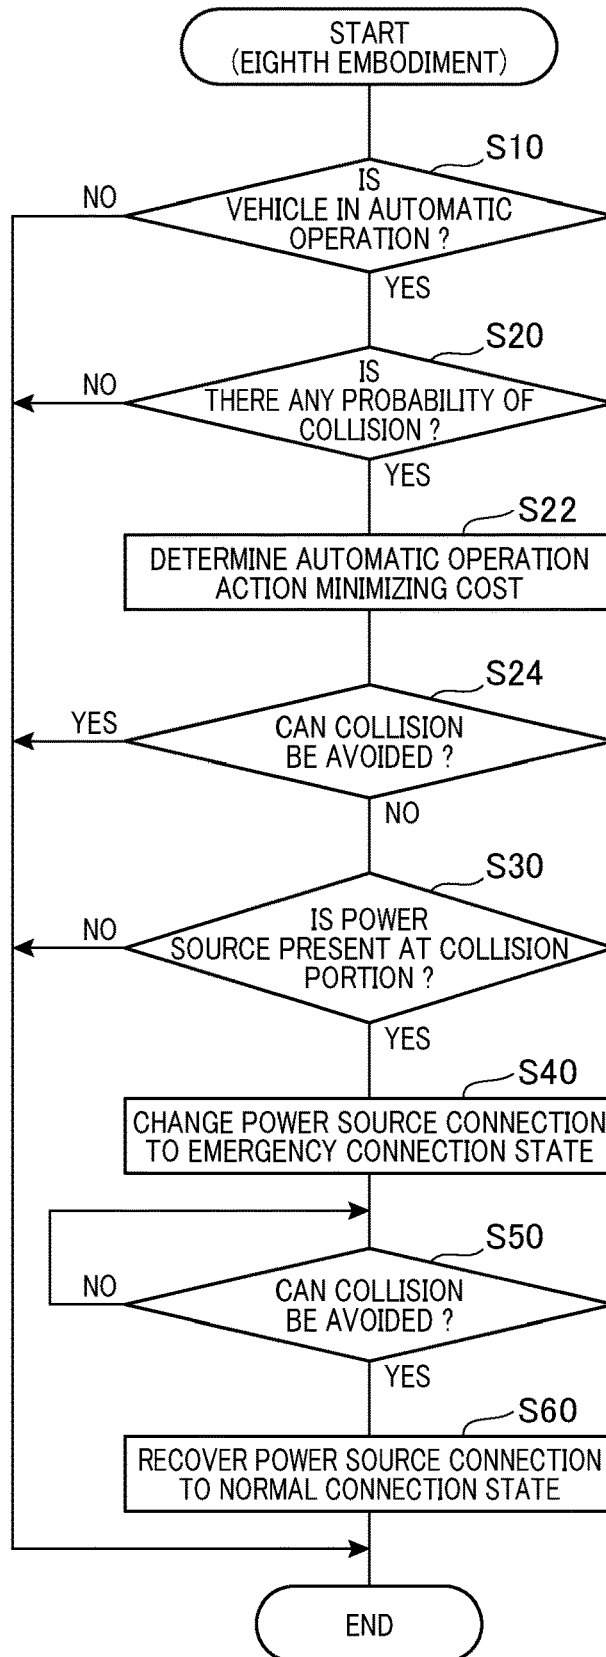 START
(EIGHTH EMBODIMENT)
S10
IS
VEHICLE IN AUTOMATIC
OPERATION ?
NO
YES
S20
IS
THERE ANY PROBABILITY OF
COLLISION ?
NO
YES
S22
DETERMINE AUTOMATIC OPERATION
ACTION MINIMIZING COST
S24
CAN COLLISION
BE AVOIDED ?
YES
NO
S30
IS POWER
SOURCE PRESENT AT COLLISION
PORTION ?
NO
YES
S40
CHANGE POWER SOURCE CONNECTION
TO EMERGENCY CONNECTION STATE
S50
CAN COLLISION
BE AVOIDED ?
NO
YES
S60
RECOVER POWER SOURCE CONNECTION
TO NORMAL CONNECTION STATE
END